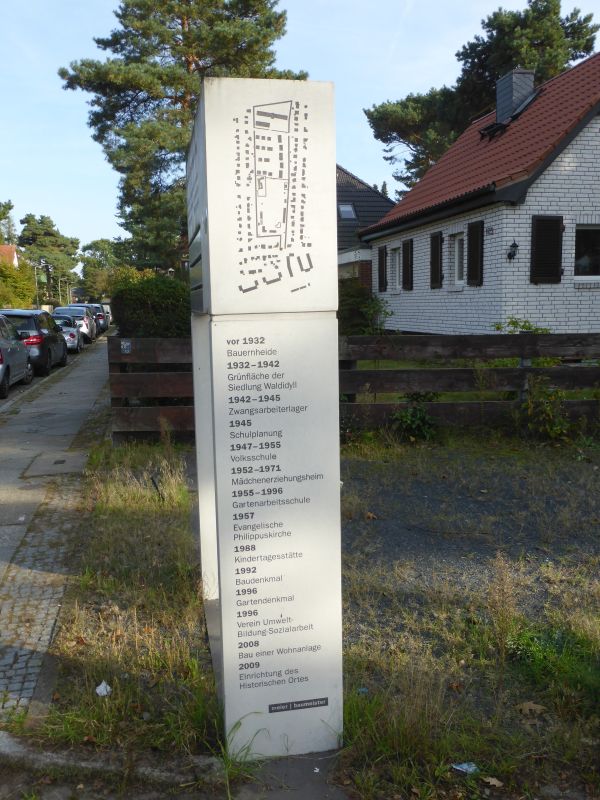 vor 1932
Bauernheide
1932–1942
Grünfläche der
Siedlung Waldidyll
1942–1945
Zwangsarbeiterlager
1945
Schulplanung
1947–1955
Volksschule
1952–1971
Mädchenerziehungsheim
1955–1996
Gartenarbeitsschule
1957
Evangelische
Philippuskirche
1988
Kindertagesstätte
1992
Baudenkmal
1996
Gartendenkmal
1996
Verein Umwelt-
Bildung-Sozialarbeit
2008
Bau einer Wohnanlage
2009
Einrichtung des
Historischen Ortes
meier | baumeister